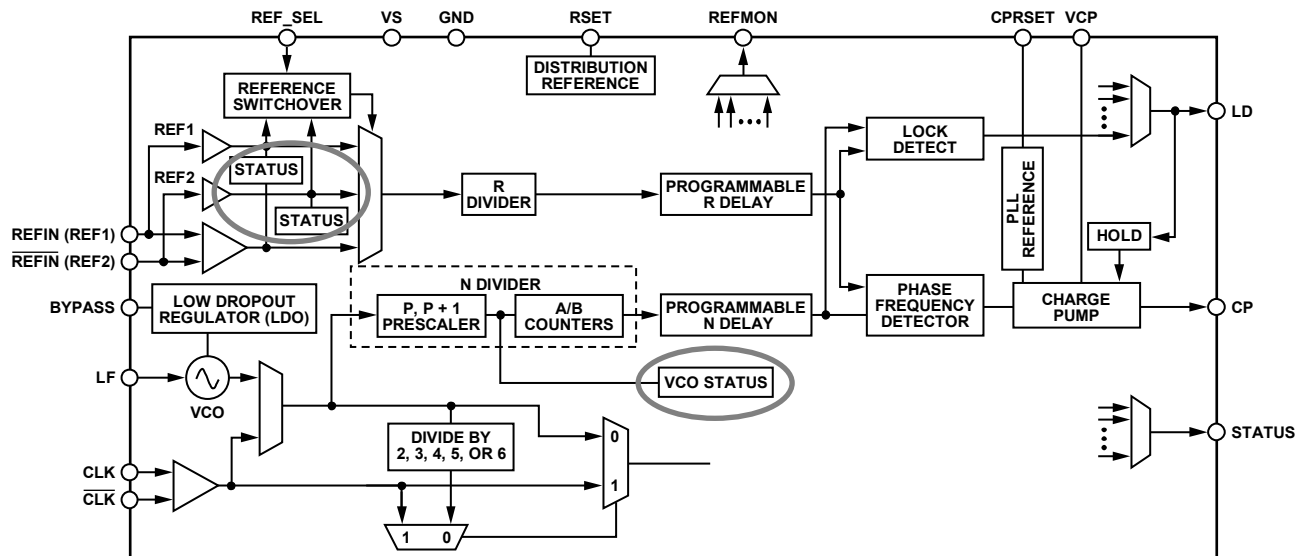 REF_SEL
VS
GND
RSET
REFMON
CPRSET
VCP
DISTRIBUTION
REFERENCE
REFERENCE
SWITCHOVER
REF1
STATUS
REF2
STATUS
REFIN (REF1)
REFIN (REF2)
R
DIVIDER
PROGRAMMABLE
R DELAY
LOCK
DETECT
PLL
REFERENCE
LD
HOLD
BYPASS
LOW DROPOUT
REGULATOR (LDO)
N DIVIDER
P, P + 1
PRESCALER
A/B
COUNTERS
PROGRAMMABLE
N DELAY
PHASE
FREQUENCY
DETECTOR
CHARGE
PUMP
CP
LF
VCO
VCO STATUS
DIVIDE BY
2, 3, 4, 5, OR 6
0
1
STATUS
CLK
CLK
1 0